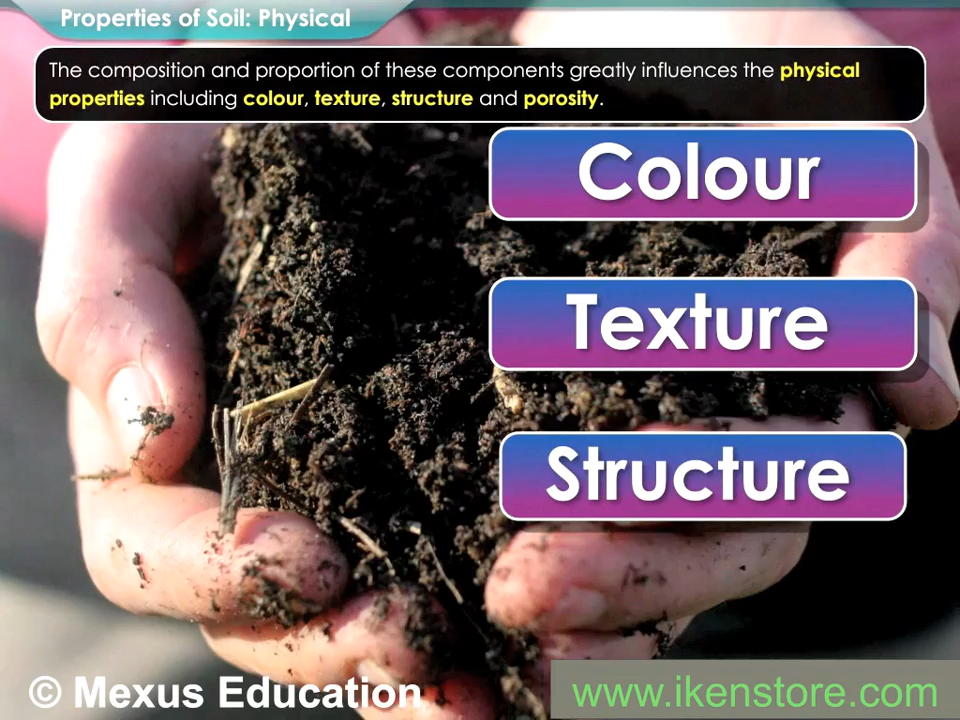 Properties of Soil: Physical
The composition and proportion of these components greatly influences the physical
properties including colour, texture, structure and porosity.
Colour
Texture
Structure
© Mexus Education
www.ikenstore.com